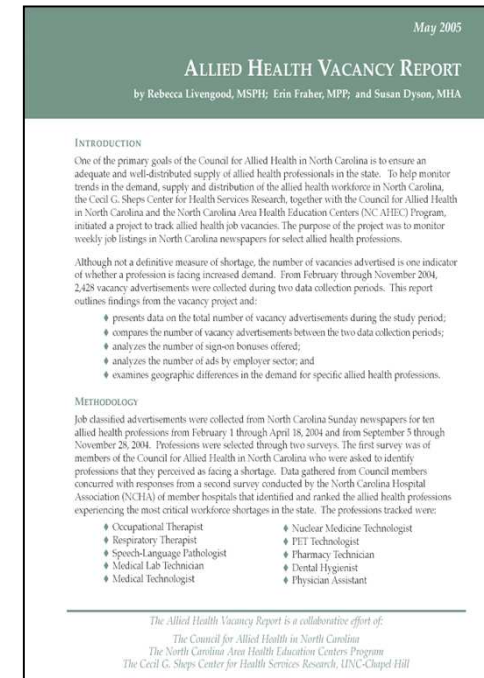 May 2005
ALLIED HEALTH VACANCY REPORT
by Rebecca Livengood, MSPH; Erin Fraher, MPP; and Susan Dyson, MHA
INTRODUCTION
One of the primary goals of the Council for Allied Health in North Carolina is to ensure an
adequate and well-distributed supply of allied health professionals in the state. To help monitor
trends in the demand, supply and distribution of the allied health workforce in North Carolina,
the Cecil G. Sheps Center for Health Services Research, together with the Council for Allied Health
in North Carolina and the North Carolina Area Health Education Centers (NC AHEC) Program,
initiated a project to track allied health job vacancies. The purpose of the project was to monitor
weekly job listings in North Carolina newspapers for select allied health professions.
Although not a definitive measure of shortage, the number of vacancies advertised is one indicator
of whether a profession is facing increased demand. From February through November 2004,
2,428 vacancy advertisements were collected during two data collection periods. This report
outlines findings from the vacancy project and:
♦ presents data on the total number of vacancy advertisements during the study period;
♦ compares the number of vacancy advertisements between the two data collection periods;
♦ analyzes the number of sign-on bonuses offered;
♦ analyzes the number of ads by employer sector; and
♦ examines geographic differences in the demand for specific allied health professions.
METHODOLOGY
Job classified advertisements were collected from North Carolina Sunday newspapers for ten
allied health professions from February 1 through April 18, 2004 and from September 5 through
November 28, 2004. Professions were selected through two surveys. The first survey was of
members of the Council for Allied Health in North Carolina who were asked to identify
professions that they perceived as facing a shortage. Data gathered from Council members
concurred with responses from a second survey conducted by the North Carolina Hospital
Association (NCHA) of member hospitals that identified and ranked the allied health professions
experiencing the most critical workforce shortages in the state. The professions tracked were:
♦ Occupational Therapist
♦ Respiratory Therapist
♦ Speech-Language Pathologist
♦ Medical Lab Technician
♦ Medical Technologist
♦ Nuclear Medicine Technologist
♦ PET Technologist
♦ Pharmacy Technician
♦ Dental Hygienist
♦ Physician Assistant
The Allied Health Vacancy Report is a collaborative effort of:
The Council for Allied Health in North Carolina
The North Carolina Area Health Education Centers Program
The Cecil G. Sheps Center for Health Services Research, UNC-Chapel Hill